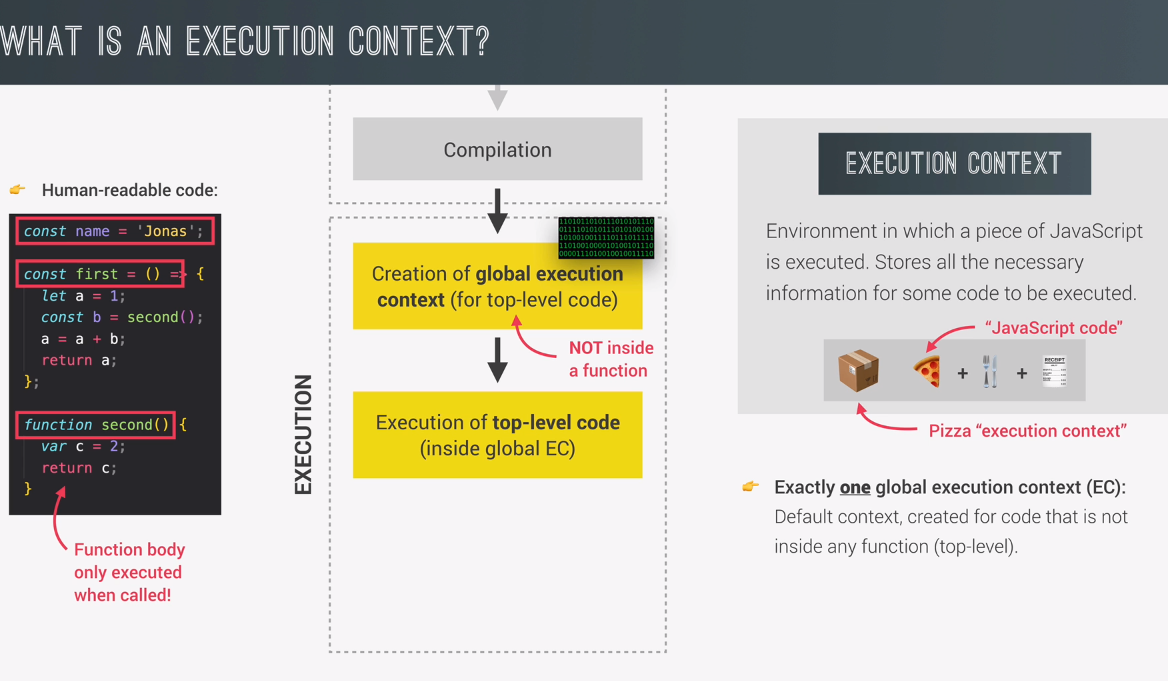 WHAT IS AN EXECUTION CONTEXT?
Compilation
👉 Human-readable code:
const name = 'Jonas';
const first = () => {
let a = 1;
const b = second();
a = a + b;
return a;
};
function second() {
var c = 2;
return c;
}
Function body
only executed
when called!
EXECUTION
1101011010111010101110
0111101010111010100100
1010010011110111011111
1101001000101001011110
0000111010010010011110
Creation of global execution
context (for top-level code)
NOT inside
a function
Execution of top-level code
(inside global EC)
EXECUTION CONTEXT
Environment in which a piece of JavaScript
is executed. Stores all the necessary
information for some code to be executed.
“JavaScript code”
+ +
RECEIPT
Pizza “execution context”
👉 Exactly one global execution context (EC):
Default context, created for code that is not
inside any function (top-level).